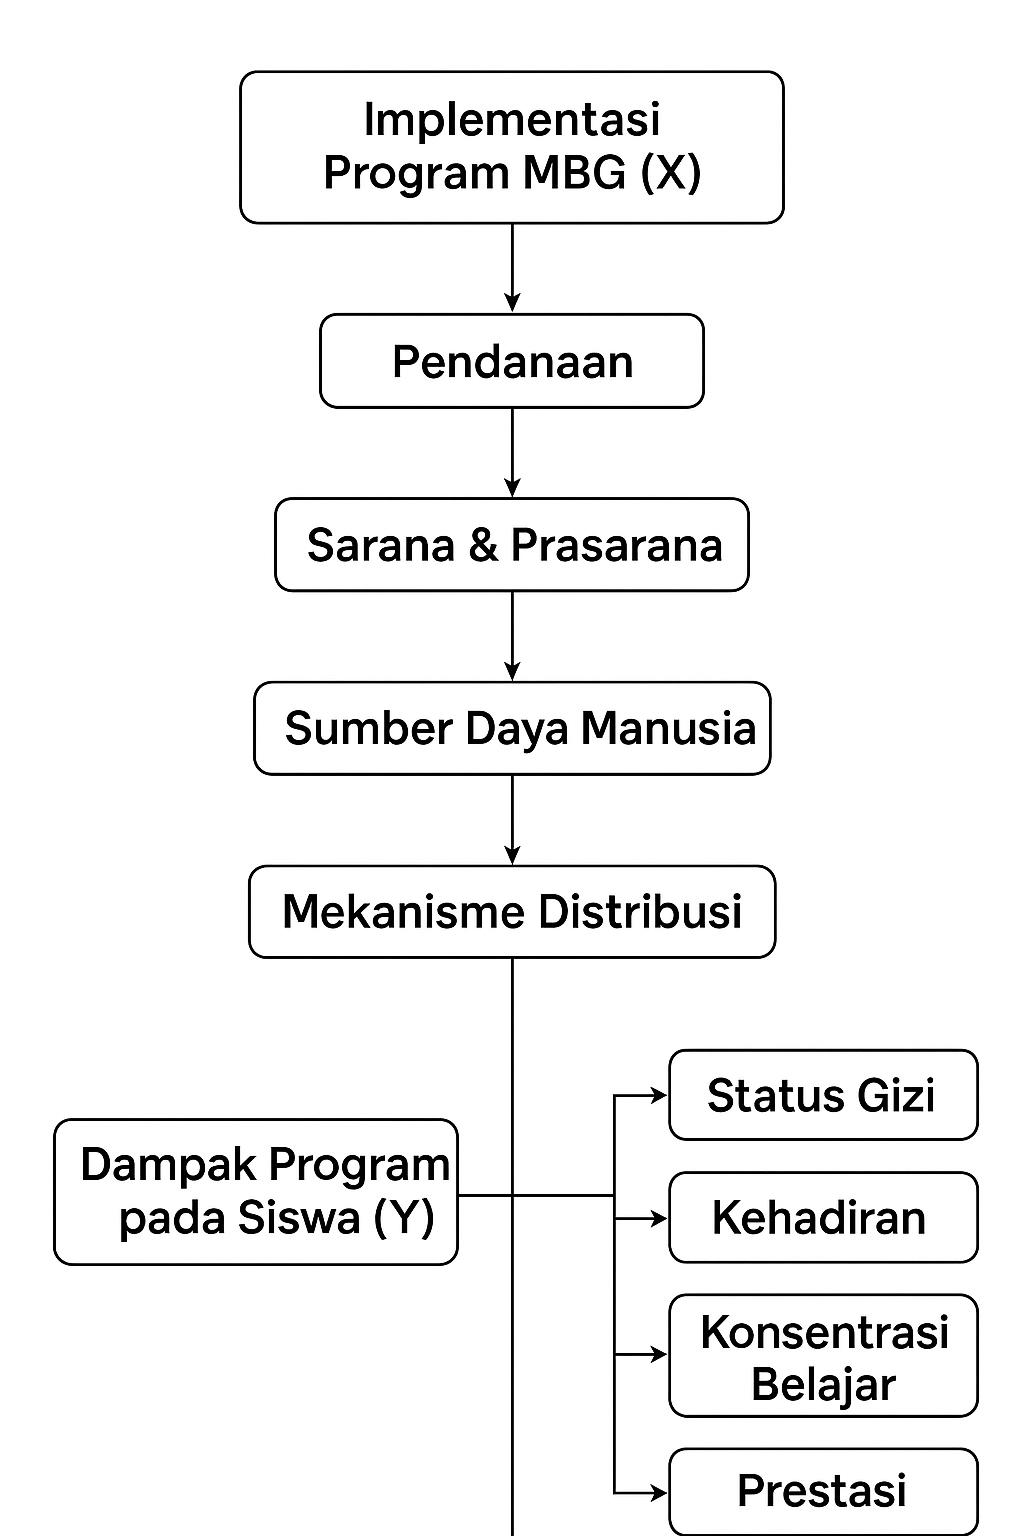 Implementasi
Program MBG (X)
Pendanaan
Sarana & Prasarana
Sumber Daya Manusia
Mekanisme Distribusi
Dampak Program
pada Siswa (Y)
Status Gizi
Kehadiran
Konsentrasi
Belajar
Prestasi